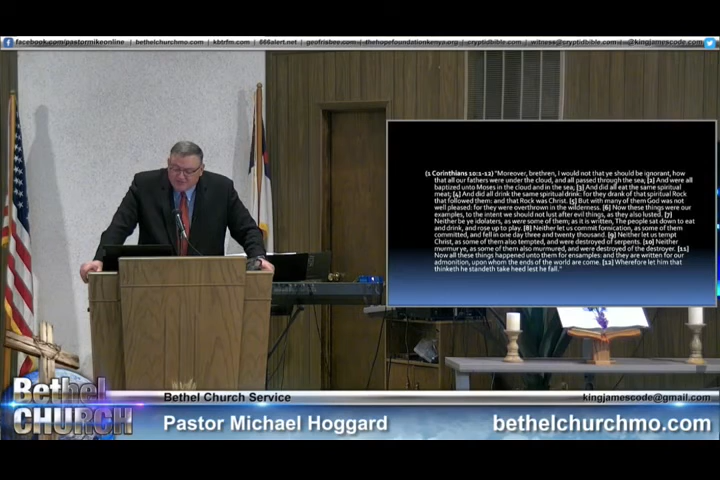 facebook.com/pastormikeonline | bethelchurchmo.com | kbtrfm.com | 666alert.net | geofrisbee.com | thehopefoundationkenya.org | cryptidbible.com | witness@cryptidbible.com | @kingjamescode.com
(1 Corinthians 10:1-12) "Moreover, brethren, I would not that ye should be ignorant, how
that all our fathers were under the cloud, and all passed through the sea; [2] And were all
baptized unto Moses in the cloud and in the sea; [3] And did all eat the same spiritual
meat; [4] And did all drink the same spiritual drink: for they drank of that spiritual Rock
that followed them: and that Rock was Christ. [5] But with many of them God was not
well pleased: for they were overthrown in the wilderness. [6] Now these things were our
examples, to the intent we should not lust after evil things, as they also lusted. [7]
Neither be ye idolaters, as were some of them; as it is written, The people sat down to eat
and drink, and rose up to play. [8] Neither let us commit fornication, as some of them
committed, and fell in one day three and twenty thousand. [9] Neither let us tempt
Christ, as some of them also tempted, and were destroyed of serpents. [10] Neither
murmur ye, as some of them also murmured, and were destroyed of the destroyer. [11]
Now all these things happened unto them for ensamples: and they are written for our
admonition, upon whom the ends of the world are come. [12] Wherefore let him that
thinketh he standeth take heed lest he fall."
Bethel
CHURCH
Bethel Church Service
kingjamescode@gmail.com
Pastor Michael Hoggard
bethelchurchmo.com